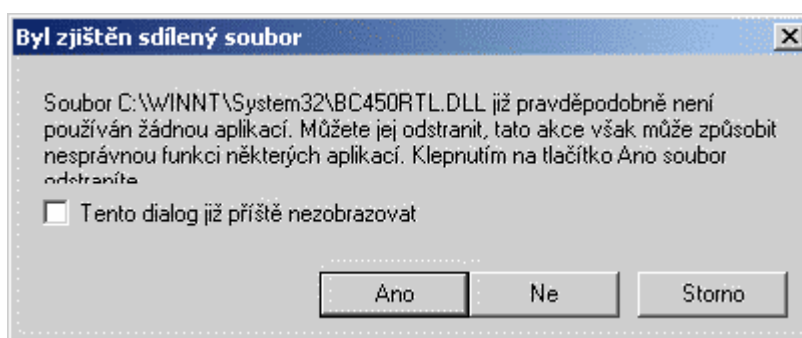 Byl zjištěn sdílený soubor
Soubor C:\WINNT\System32\BC450RTL.DLL již pravděpodobně není
používán žádnou aplikací. Můžete jej odstranit, tato akce však může způsobit
nesprávnou funkci některých aplikací. Klepnutím na tlačítko Ano soubor
odstraníte.
Tento dialog již příště nezobrazovat
Ano
Ne
Storno